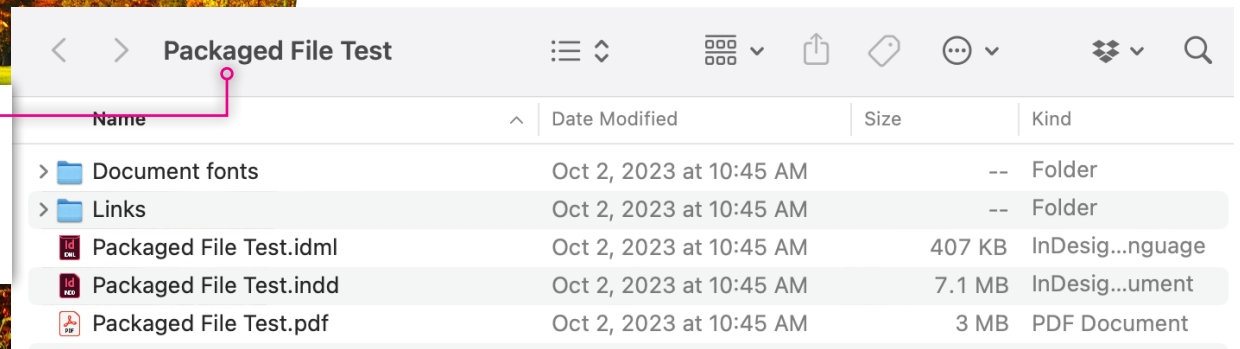 Packaged File Test
Name Date Modified Size Kind
Document fonts Oct 2, 2023 at 10:45 AM -- Folder
Links Oct 2, 2023 at 10:45 AM -- Folder
Packaged File Test.idml Oct 2, 2023 at 10:45 AM 407 KB InDesig...nguage
Packaged File Test.indd Oct 2, 2023 at 10:45 AM 7.1 MB InDesig...ument
Packaged File Test.pdf Oct 2, 2023 at 10:45 AM 3 MB PDF Document